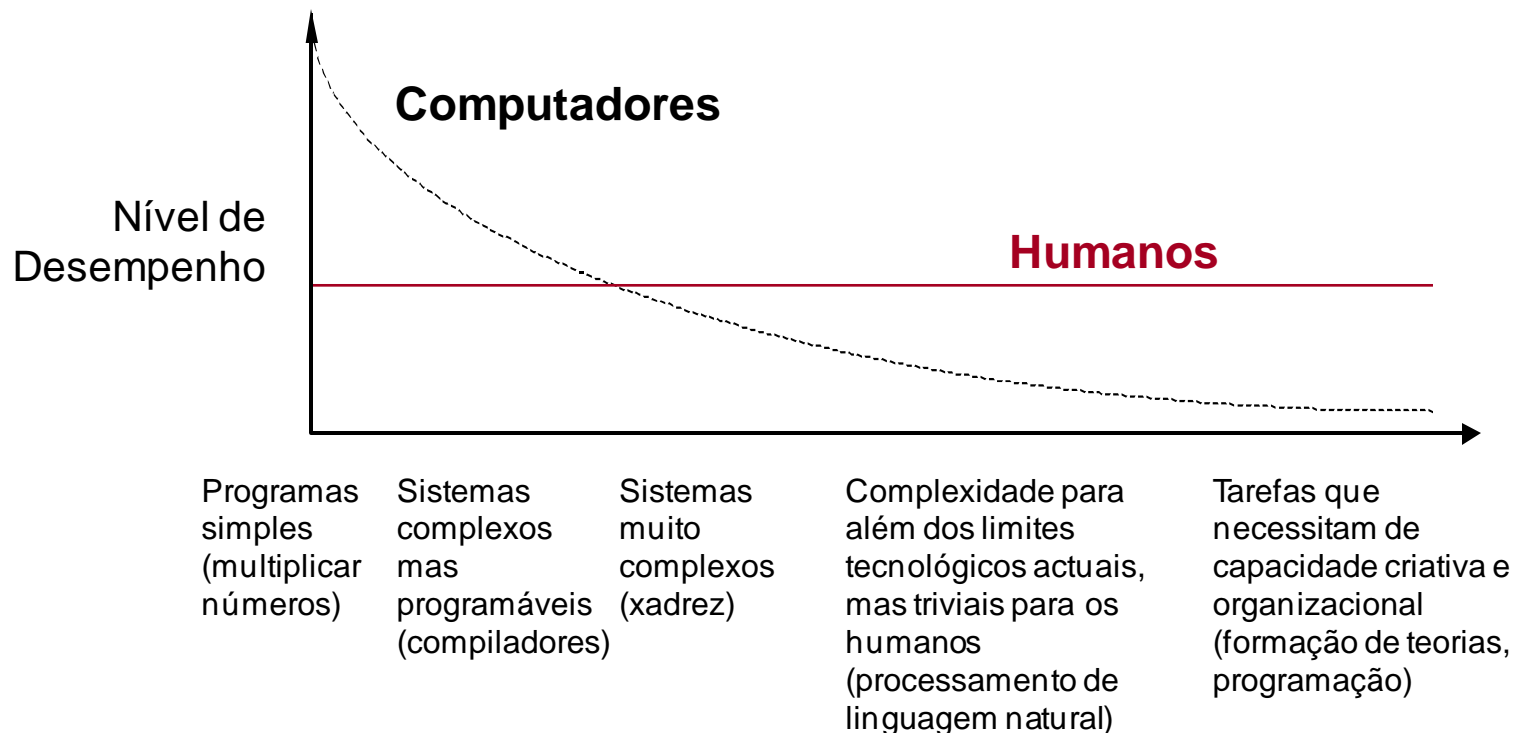 Computadores
Nível de
Desempenho
Humanos
Programas
simples
(multiplicar
números)
Sistemas
complexos
mas
programáveis
(compiladores)
Sistemas
muito
complexos
(xadrez)
Complexidade para
além dos limites
tecnológicos actuais,
mas triviais para os
humanos
(processamento de
linguagem natural)
Tarefas que
necessitam de
capacidade criativa e
organizacional
(formação de teorias,
programação)